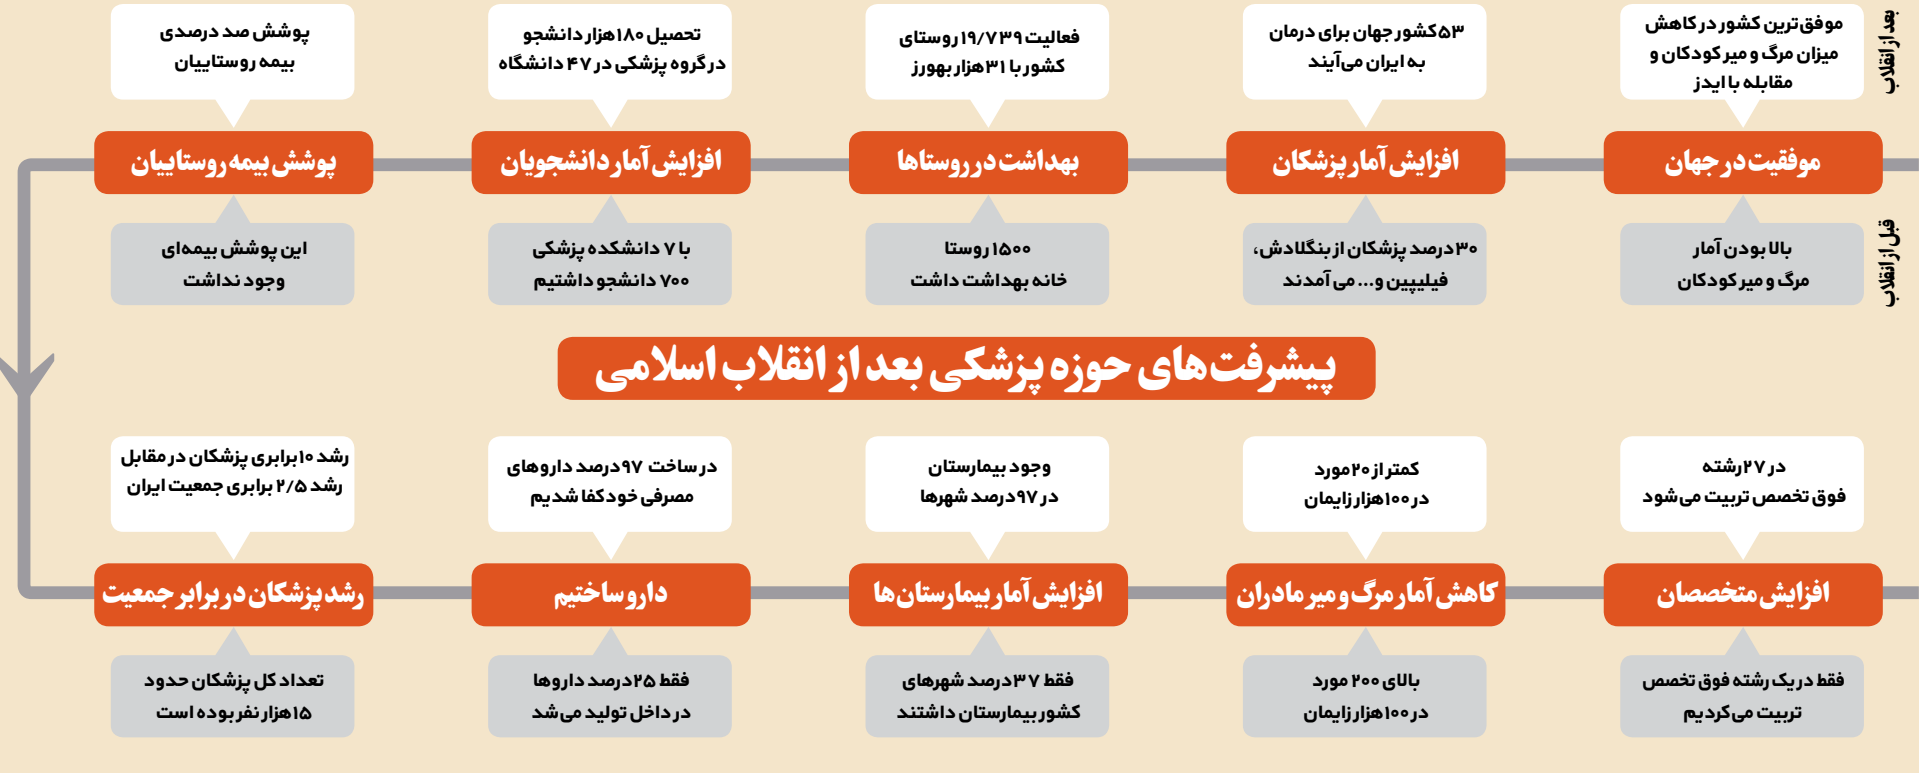 بعد از انقلاب
موفق‌ترین کشور در کاهش
میزان مرگ و میر کودکان و
مقابله با ایدز
موفقیت در جهان
قبل از انقلاب
بالا بودن آمار
مرگ و میر کودکان
۵۳ کشور جهان برای درمان
به ایران می‌آیند
افزایش آمار پزشکان
۳۰ درصد پزشکان از بنگلادش،
فیلیپین و... می آمدند
فعالیت ۱۹/۷۳۹ روستای
کشور با ۳۱ هزار بهورز
بهداشت در روستاها
۱۵۰۰ روستا
خانه بهداشت داشت
تحصیل ۱۸۰ هزار دانشجو
در گروه پزشکی در ۴۷ دانشگاه
افزایش آمار دانشجویان
با ۷ دانشکده پزشکی
۷۰۰ دانشجو داشتیم
پوشش صد درصدی
بیمه روستاییان
پوشش بیمه روستاییان
این پوشش بیمه‌ای
وجود نداشت
پیشرفت‌های حوزه پزشکی بعد از انقلاب اسلامی
در ۲۷ رشته
فوق تخصص تربیت می‌شود
افزایش متخصصان
فقط در یک رشته فوق تخصص
تربیت می‌کردیم
کمتر از ۲۰ مورد
در ۱۰۰ هزار زایمان
کاهش آمار مرگ و میر مادران
بالای ۲۰۰ مورد
در ۱۰۰ هزار زایمان
وجود بیمارستان
در ۹۷ درصد شهرها
افزایش آمار بیمارستان‌ها
فقط ۳۷ درصد شهرهای
کشور بیمارستان داشتند
در ساخت ۹۷ درصد داروهای
مصرفی خودکفا شدیم
دارو ساختیم
فقط ۲۵ درصد داروها
در داخل تولید می‌شد
رشد ۱۰ برابری پزشکان در مقابل
رشد ۲/۵ برابری جمعیت ایران
رشد پزشکان در برابر جمعیت
تعداد کل پزشکان حدود
۱۵ هزار نفر بوده است